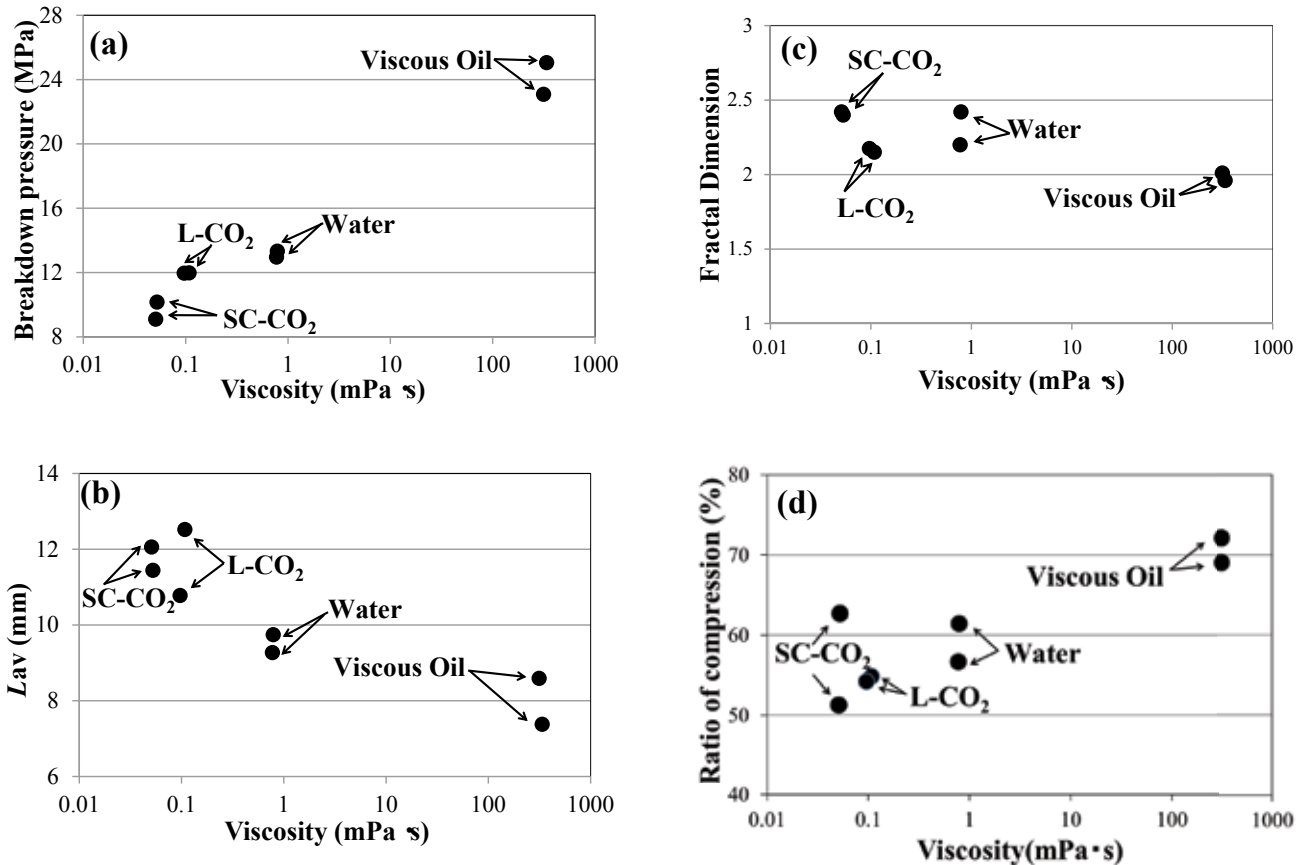 (a)
Breakdown pressure (MPa)
28
24
20
16
12
8
Viscous Oil
Water
L-CO₂
SC-CO₂
0.01 0.1 1 10 100 1000
Viscosity (mPa·s)
(c)
Fractal Dimension
3
2.5
2
1.5
1
SC-CO₂
Water
L-CO₂
Viscous Oil
0.01 0.1 1 10 100 1000
Viscosity (mPa·s)
(b)
Lav (mm)
14
12
10
8
6
L-CO₂
SC-CO₂
Water
Viscous Oil
0.01 0.1 1 10 100 1000
Viscosity (mPa·s)
(d)
Ratio of compression (%)
80
70
60
50
40
Viscous Oil
SC-CO₂
Water
L-CO₂
0.01 0.1 1 10 100 1000
Viscosity(mPa·s)